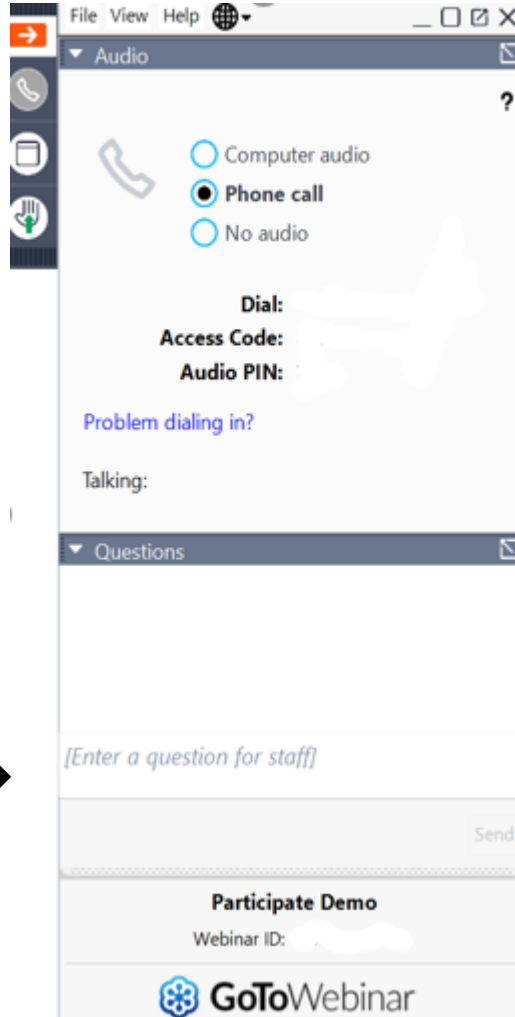 File View Help
Audio
?
Computer audio
Phone call
No audio
Dial:
Access Code:
Audio PIN:
Problem dialing in?
Talking:
Questions
[Enter a question for staff]
Send
Participate Demo
Webinar ID:
GoToWebinar